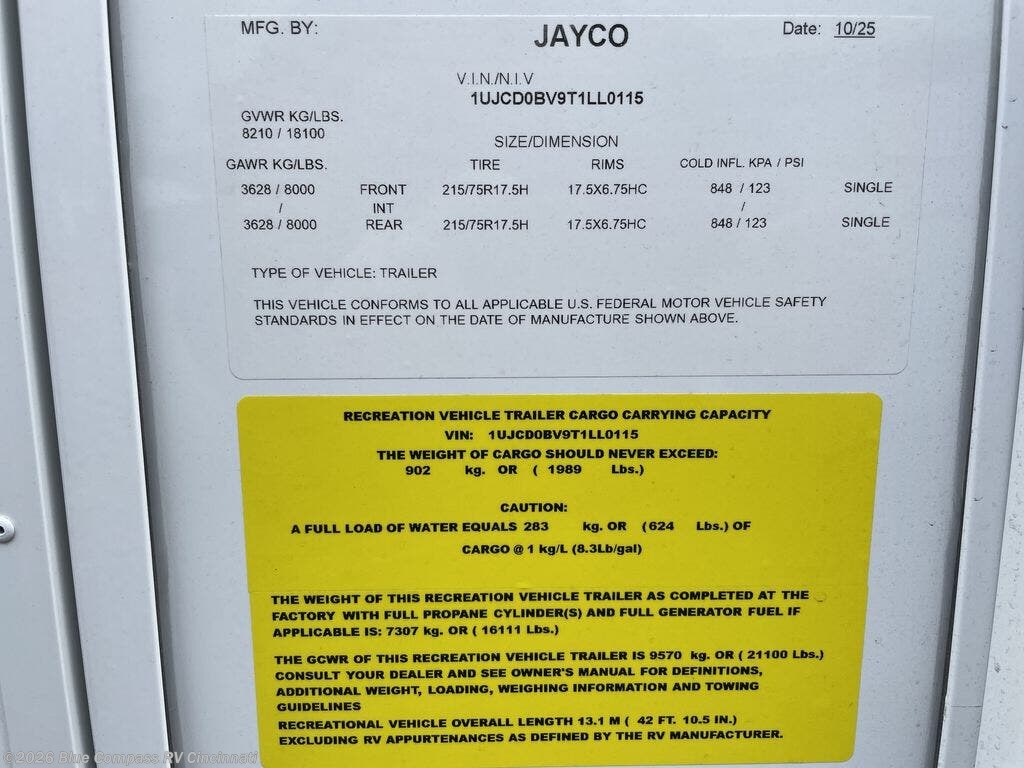 MFG. BY: JAYCO Date: 10/25
V.I.N./N.I.V
1UJCD0BV9T1LL0115
GVWR KG/LBS.
8210 / 18100
SIZE/DIMENSION
GAWR KG/LBS. TIRE RIMS COLD INFL. KPA / PSI
3628 / 8000 FRONT 215/75R17.5H 17.5X6.75HC 848 / 123 SINGLE
/ INT /
3628 / 8000 REAR 215/75R17.5H 17.5X6.75HC 848 / 123 SINGLE
TYPE OF VEHICLE: TRAILER
THIS VEHICLE CONFORMS TO ALL APPLICABLE U.S. FEDERAL MOTOR VEHICLE SAFETY
STANDARDS IN EFFECT ON THE DATE OF MANUFACTURE SHOWN ABOVE.
RECREATION VEHICLE TRAILER CARGO CARRYING CAPACITY
VIN: 1UJCD0BV9T1LL0115
THE WEIGHT OF CARGO SHOULD NEVER EXCEED:
902 kg. OR ( 1989 Lbs.)
CAUTION:
A FULL LOAD OF WATER EQUALS 283 kg. OR (624 Lbs.) OF
CARGO @ 1 kg/L (8.3Lb/gal)
THE WEIGHT OF THIS RECREATION VEHICLE TRAILER AS COMPLETED AT THE
FACTORY WITH FULL PROPANE CYLINDER(S) AND FULL GENERATOR FUEL IF
APPLICABLE IS: 7307 kg. OR ( 16111 Lbs.)
THE GCWR OF THIS RECREATION VEHICLE TRAILER IS 9570 kg. OR ( 21100 Lbs.)
CONSULT YOUR DEALER AND SEE OWNER'S MANUAL FOR DEFINITIONS,
ADDITIONAL WEIGHT, LOADING, WEIGHING INFORMATION AND TOWING
GUIDELINES
RECREATIONAL VEHICLE OVERALL LENGTH 13.1 M ( 42 FT. 10.5 IN.)
EXCLUDING RV APPURTENANCES AS DEFINED BY THE RV MANUFACTURER.
©2026 Blue Compass RV Cincinnati